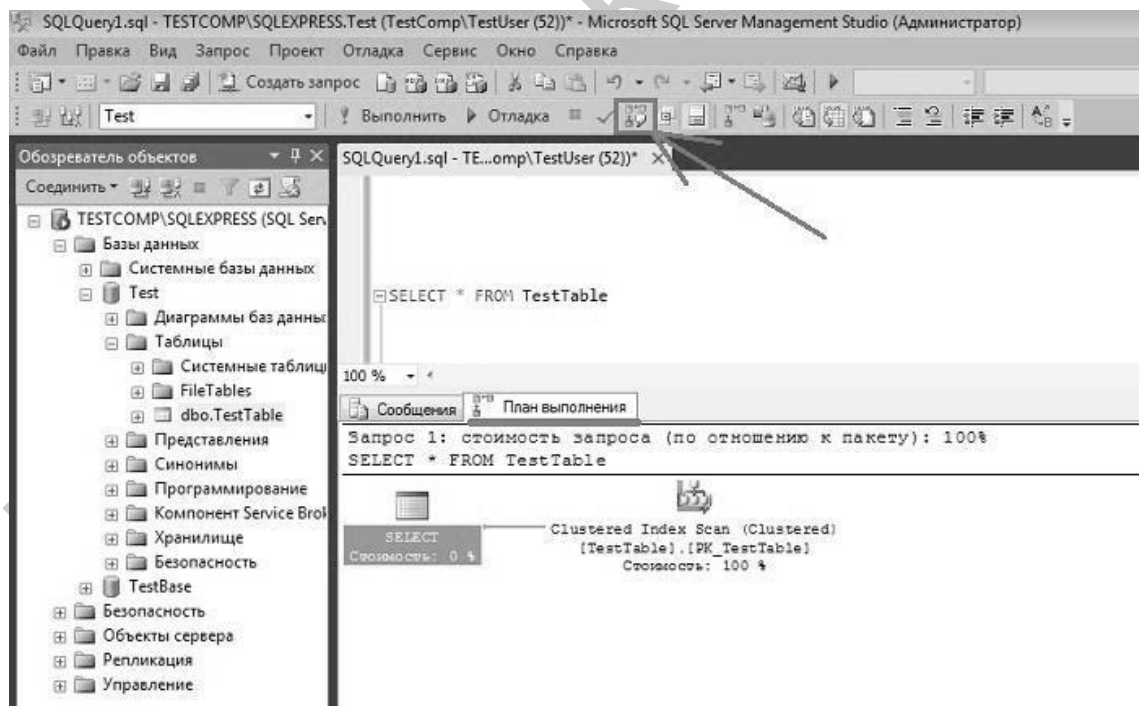 SQLQuery1.sql - TESTCOMP\SQLEXPRESS.Test (TestComp\TestUser (52))* - Microsoft SQL Server Management Studio (Администратор)
Файл Правка Вид Запрос Проект Отладка Сервис Окно Справка
Создать запрос
Test Выполнить Отладка
Обозреватель объектов
SQLQuery1.sql - TE...omp\TestUser (52))*
Соединить
TESTCOMP\SQLEXPRESS (SQL Ser
Базы данных
Системные базы данных
Test
Диаграммы баз данны
Таблицы
Системные таблиц
FileTables
dbo.TestTable
Представления
Синонимы
Программирование
Компонент Service Brok
Хранилище
Безопасность
TestBase
Безопасность
Объекты сервера
Репликация
Управление
SELECT * FROM TestTable
100 %
Сообщения План выполнения
Запрос 1: стоимость запроса (по отношению к пакету): 100%
SELECT * FROM TestTable
SELECT
Стоимость: 0 %
Clustered Index Scan (Clustered)
[TestTable].[PK_TestTable]
Стоимость: 100 %